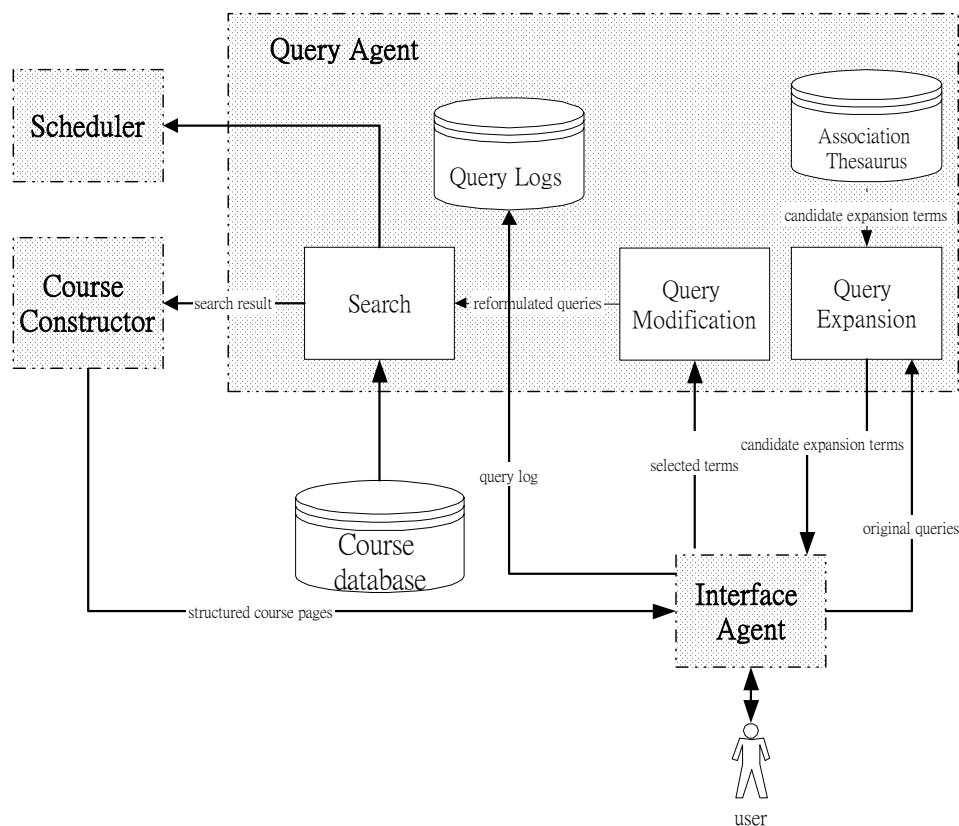 Query Agent
Scheduler
Association
Thesaurus
Query Logs
candidate expansion terms
Course
Constructor
search result
Search
reformulated queries
Query
Modification
Query
Expansion
candidate expansion terms
query log
selected terms
original queries
Course
database
structured course pages
Interface
Agent
user